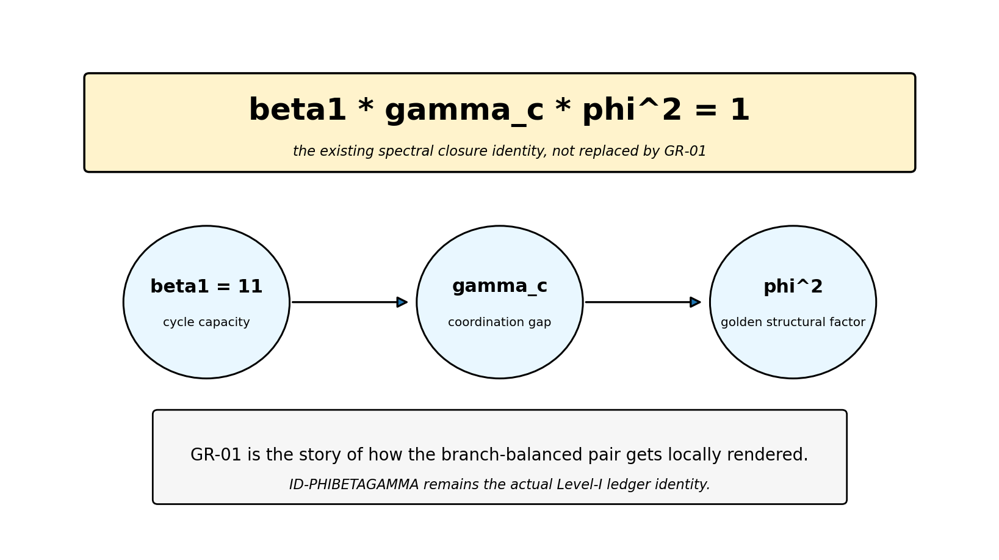 beta1 * gamma_c * phi^2 = 1
the existing spectral closure identity, not replaced by GR-01
beta1 = 11
cycle capacity
gamma_c
coordination gap
phi^2
golden structural factor
GR-01 is the story of how the branch-balanced pair gets locally rendered.
ID-PHIBETAGAMMA remains the actual Level-I ledger identity.